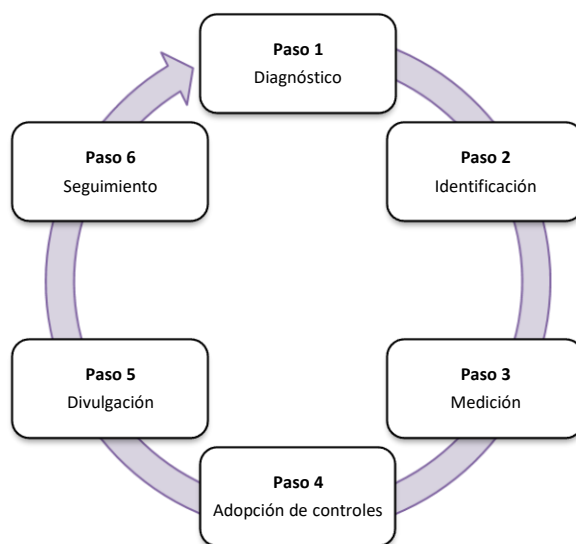 Paso 1
Diagnóstico
Paso 2
Identificación
Paso 3
Medición
Paso 4
Adopción de controles
Paso 5
Divulgación
Paso 6
Seguimiento